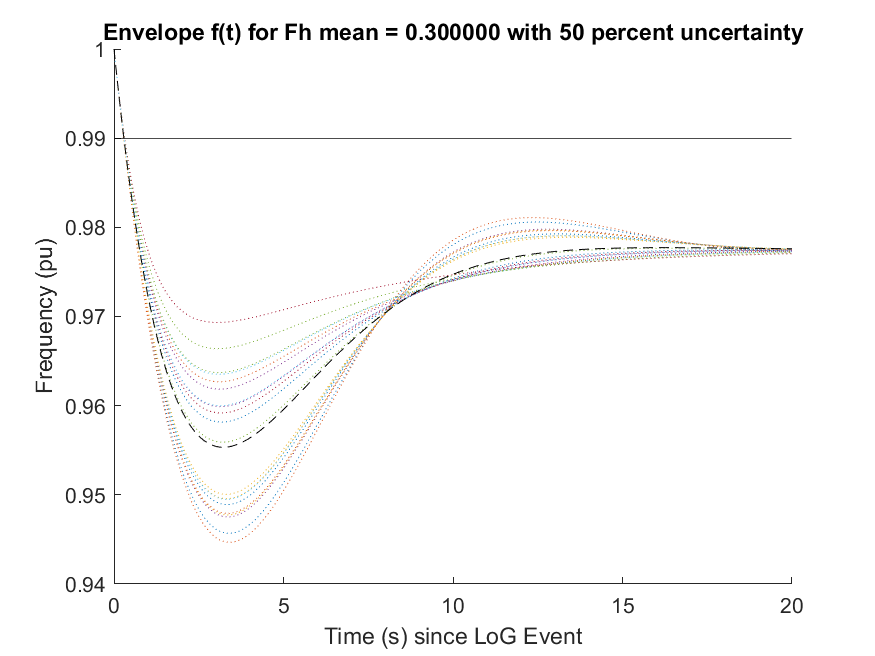 Envelope f(t) for Fh mean = 0.300000 with 50 percent uncertainty
1
0.99
0.98
0.97
0.96
0.95
0.94
Frequency (pu)
0 5 10 15 20
Time (s) since LoG Event